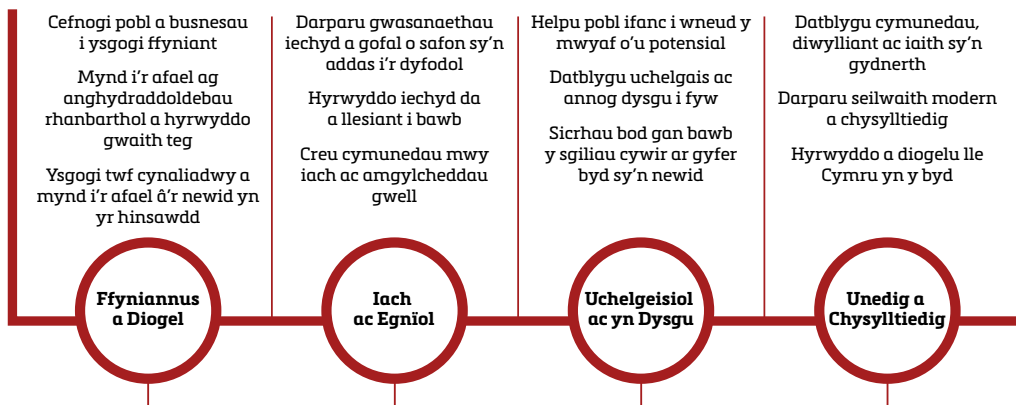 Cefnogi pobl a busnesau
i ysgogi ffyniant
Mynd i'r afael ag
anghydraddoldebau
rhanbarthol a hyrwyddo
gwaith teg
Ysgogi twf cynaliadwy a
mynd i'r afael â'r newid yn
yr hinsawdd
Ffyniannus
a Diogel
Darparu gwasanaethau
iechyd a gofal o safon sy'n
addas i'r dyfodol
Hyrwyddo iechyd da
a llesiant i bawb
Creu cymunedau mwy
iach ac amgylcheddau
gwell
Iach
ac Egnïol
Helpu pobl ifanc i wneud y
mwyaf o'u potensial
Datblygu uchelgais ac
annog dysgu i fyw
Sicrhau bod gan bawb
y sgiliau cywir ar gyfer
byd sy'n newid
Uchelgeisiol
ac yn Dysgu
Datblygu cymunedau,
diwylliant ac iaith sy'n
gydnerth
Darparu seilwaith modern
a chysylltiedig
Hyrwyddo a diogelu lle
Cymru yn y byd
Unedig a
Chysylltiedig